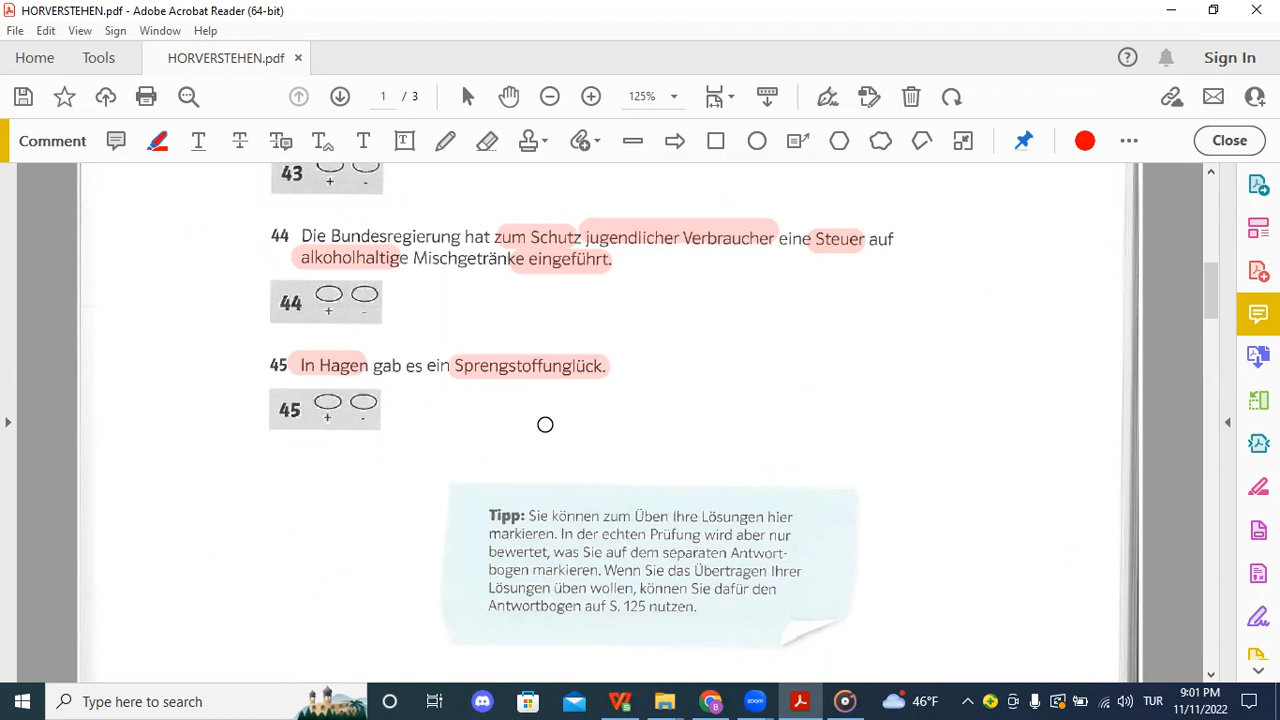 HORVERSTEHEN.pdf - Adobe Acrobat Reader (64-bit)
File Edit View Sign Window Help
Home Tools HORVERSTEHEN.pdf × Sign In
1 / 3 125%
Comment Close
43
+ -
44 Die Bundesregierung hat zum Schutz jugendlicher Verbraucher eine Steuer auf
alkoholhaltige Mischgetränke eingeführt.
44
+ -
45 In Hagen gab es ein Sprengstoffunglück.
45
+ -
Tipp: Sie können zum Üben Ihre Lösungen hier
markieren. In der echten Prüfung wird aber nur
bewertet, was Sie auf dem separaten Antwort-
bogen markieren. Wenn Sie das Übertragen Ihrer
Lösungen üben wollen, können Sie dafür den
Antwortbogen auf S. 125 nutzen.
Type here to search
zoom
46°F
TUR
9:01 PM
11/11/2022